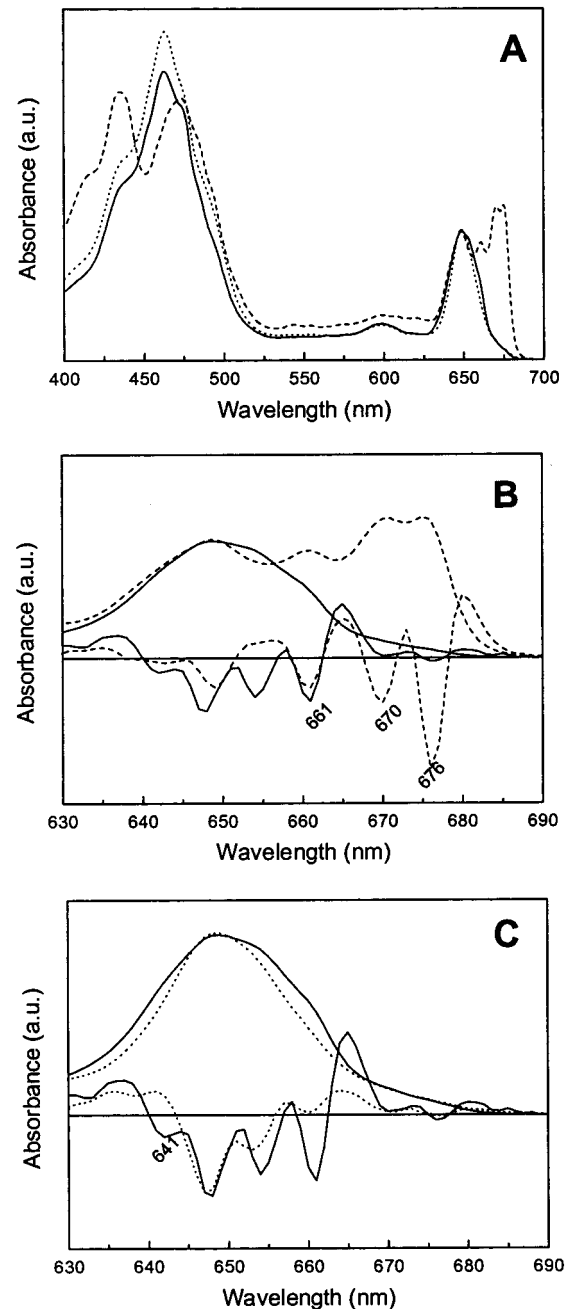 A
Absorbance (a.u.)
400 450 500 550 600 650 700
Wavelength (nm)
B
Absorbance (a.u.)
661
670
676
630 640 650 660 670 680 690
Wavelength (nm)
C
Absorbance (a.u.)
641
630 640 650 660 670 680 690
Wavelength (nm)